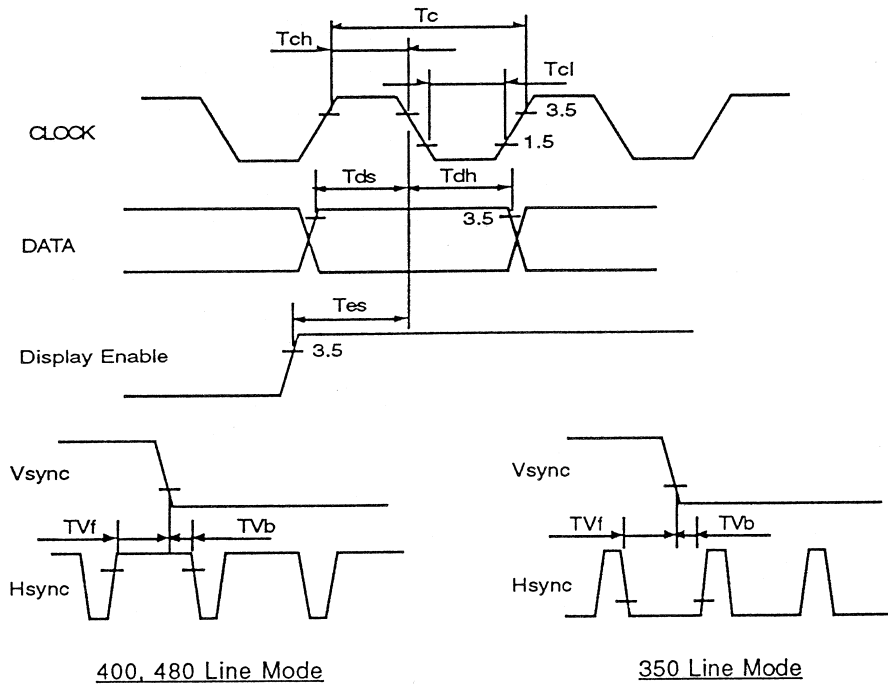 Tc
Tch
Tcl
CLOCK
3.5
1.5
Tds
Tdh
DATA
3.5
Tes
Display Enable
3.5
Vsync
TVf
TVb
Hsync
400, 480 Line Mode
Vsync
TVf
TVb
Hsync
350 Line Mode